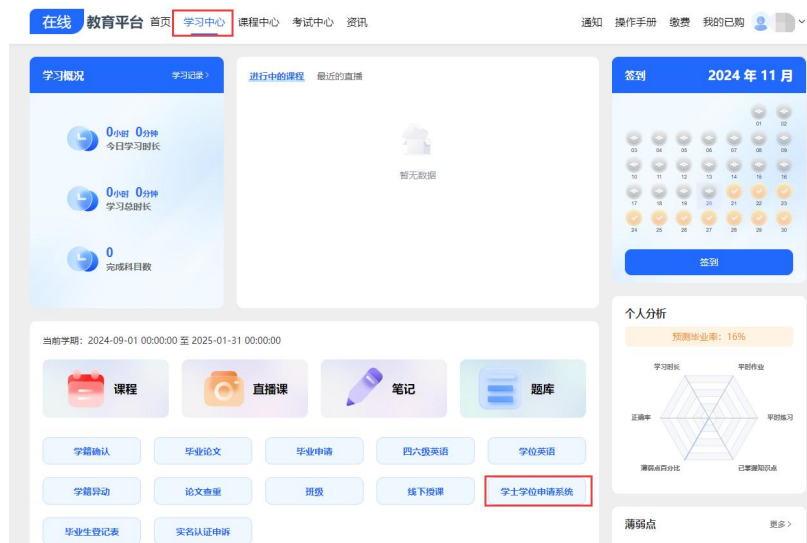 在线 教育平台 首页 学习中心 课程中心 考试中心 资讯 通知 操作手册 缴费 我的已购
学习概况 学习记录 >
0小时 0分钟
今日学习时长
0小时 0分钟
学习总时长
0
完成科目数
进行中的课程 最近的直播
暂无数据
签到 2024 年 11 月
01 02
03 04 05 06 07 08 09
10 11 12 13 14 15 16
17 18 19 20 21 22 23
24 25 26 27 28 29 30
签到
当前学期：2024-09-01 00:00:00 至 2025-01-31 00:00:00
课程 直播课 笔记 题库
学籍确认 毕业论文 毕业申请 四六级英语 学位英语
学籍异动 论文查重 班级 线下授课 学士学位申请系统
毕业生登记表 实名认证申诉
个人分析
预测毕业率：16%
学习时长 平时作业
正确率 平时练习
薄弱点百分比 已掌握知识点
薄弱点 更多 >